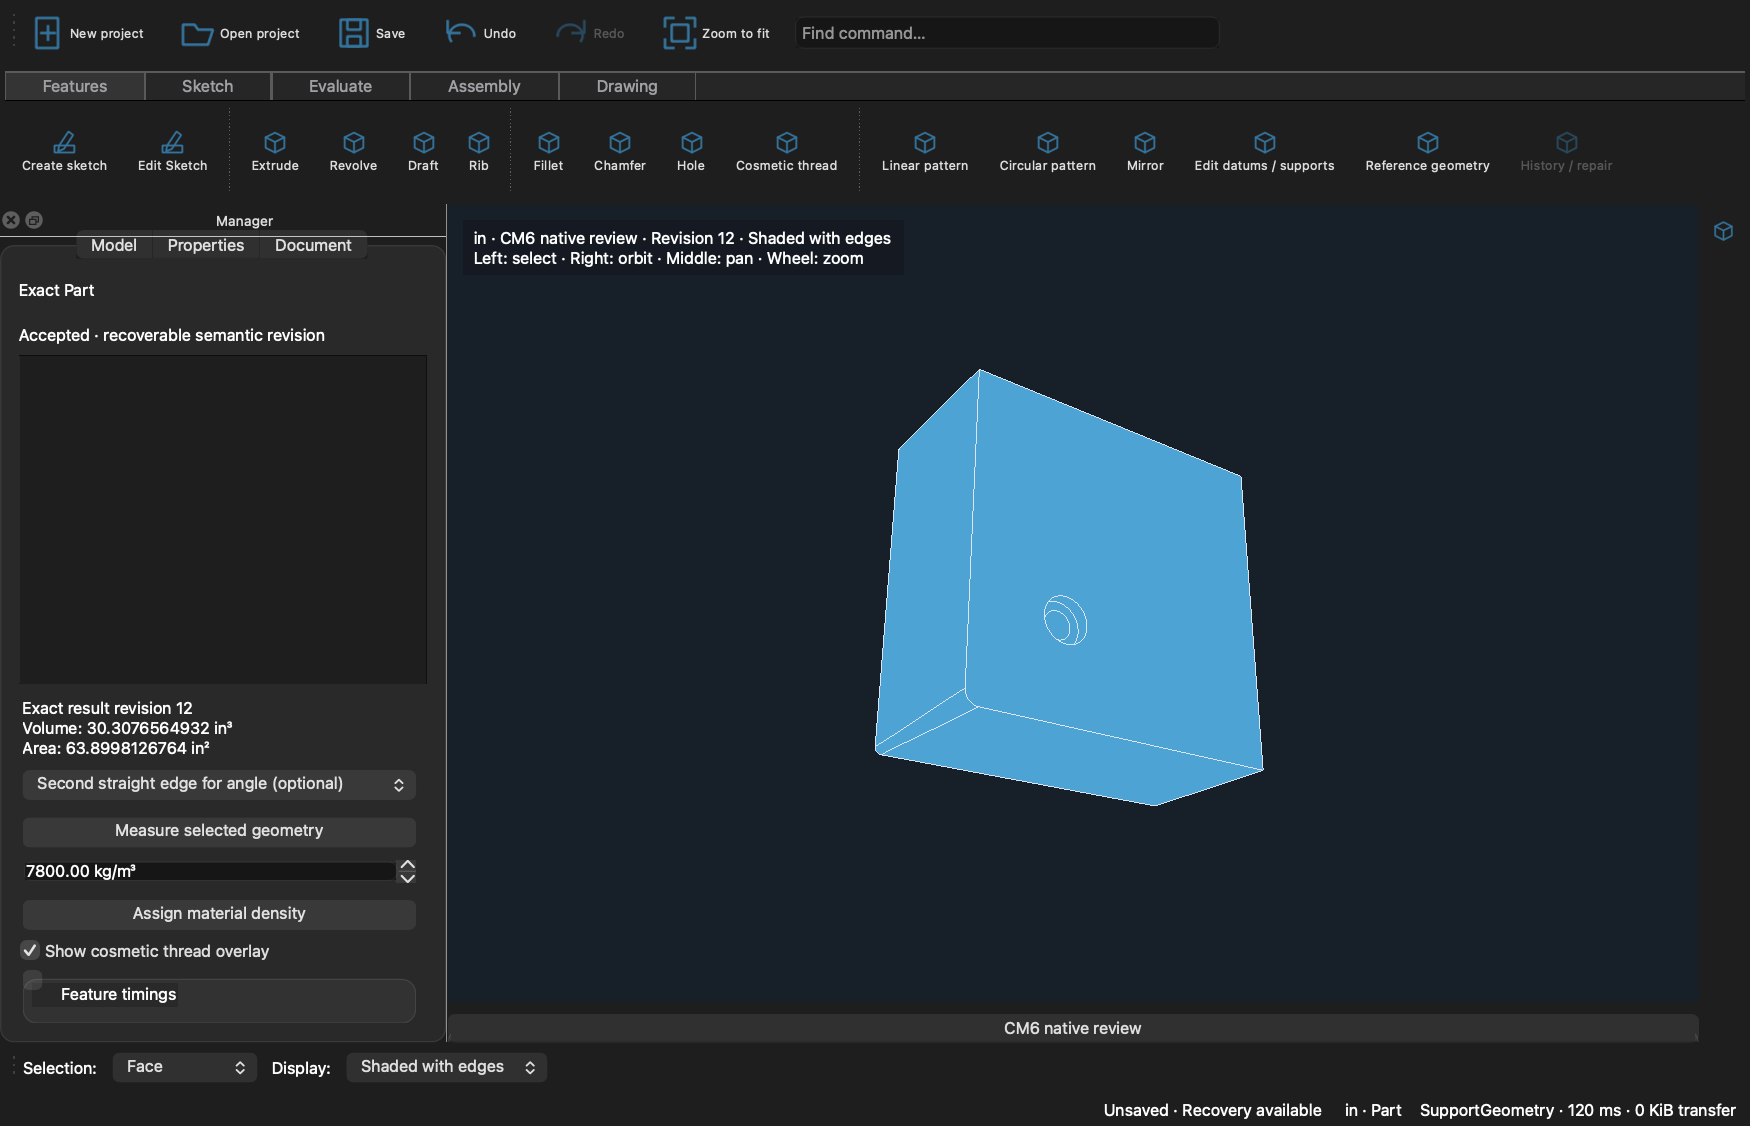 New project
Open project
Save
Undo
Redo
Zoom to fit
Find command...
Features
Sketch
Evaluate
Assembly
Drawing
Create sketch
Edit Sketch
Extrude
Revolve
Draft
Rib
Fillet
Chamfer
Hole
Cosmetic thread
Linear pattern
Circular pattern
Mirror
Edit datums / supports
Reference geometry
History / repair
Manager
Model
Properties
Document
Exact Part
Accepted · recoverable semantic revision
Exact result revision 12
Volume: 30.3076564932 in³
Area: 63.8998126764 in²
Second straight edge for angle (optional)
Measure selected geometry
7800.00 kg/m³
Assign material density
Show cosmetic thread overlay
Feature timings
in · CM6 native review · Revision 12 · Shaded with edges
Left: select · Right: orbit · Middle: pan · Wheel: zoom
CM6 native review
Selection:
Face
Display:
Shaded with edges
Unsaved · Recovery available
in · Part
SupportGeometry · 120 ms · 0 KiB transfer